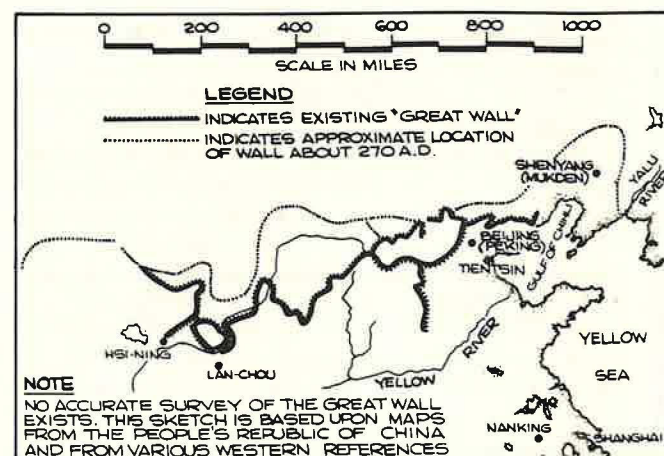 0 200 400 600 800 1000
SCALE IN MILES
LEGEND
INDICATES EXISTING "GREAT WALL"
INDICATES APPROXIMATE LOCATION
OF WALL ABOUT 270 A.D.
SHENYANG
(MUKDEN)
YALU
RIVER
BEIJING
(PEKING)
GULF OF CHIHLI
TIENTSIN
HSI-NING
LAN-CHOU
YELLOW
RIVER
YELLOW
SEA
NANKING
SHANGHAI
NOTE
NO ACCURATE SURVEY OF THE GREAT WALL
EXISTS. THIS SKETCH IS BASED UPON MAPS
FROM THE PEOPLE'S REPUBLIC OF CHINA
AND FROM VARIOUS WESTERN REFERENCES